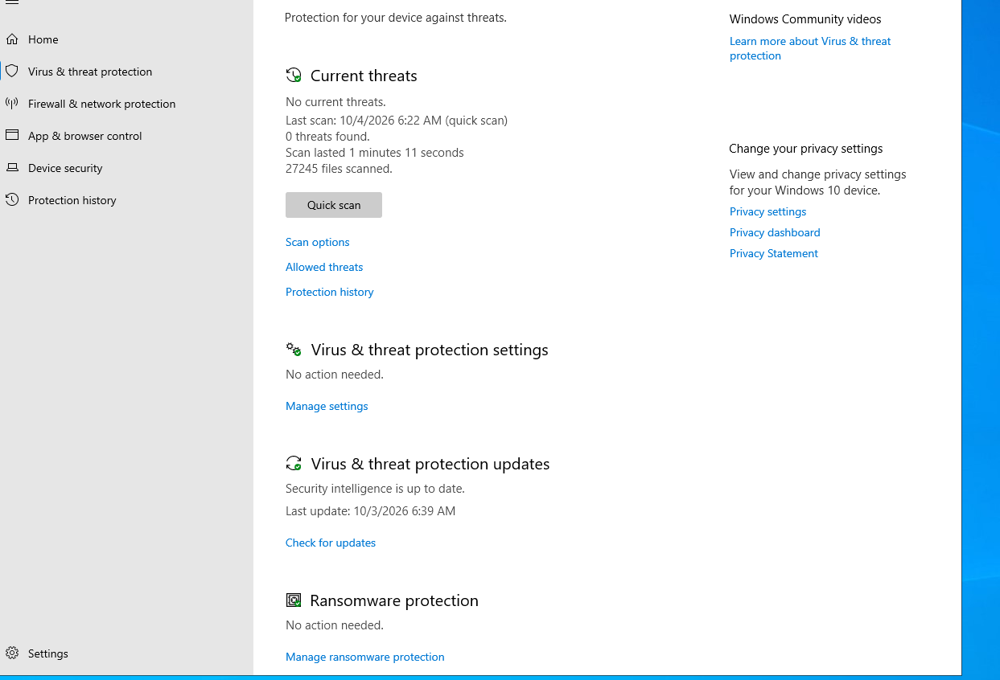 Home
Virus & threat protection
Firewall & network protection
App & browser control
Device security
Protection history
Settings
Protection for your device against threats.
Current threats
No current threats.
Last scan: 10/4/2026 6:22 AM (quick scan)
0 threats found.
Scan lasted 1 minutes 11 seconds
27245 files scanned.
Quick scan
Scan options
Allowed threats
Protection history
Virus & threat protection settings
No action needed.
Manage settings
Virus & threat protection updates
Security intelligence is up to date.
Last update: 10/3/2026 6:39 AM
Check for updates
Ransomware protection
No action needed.
Manage ransomware protection
Windows Community videos
Learn more about Virus & threat
protection
Change your privacy settings
View and change privacy settings
for your Windows 10 device.
Privacy settings
Privacy dashboard
Privacy Statement